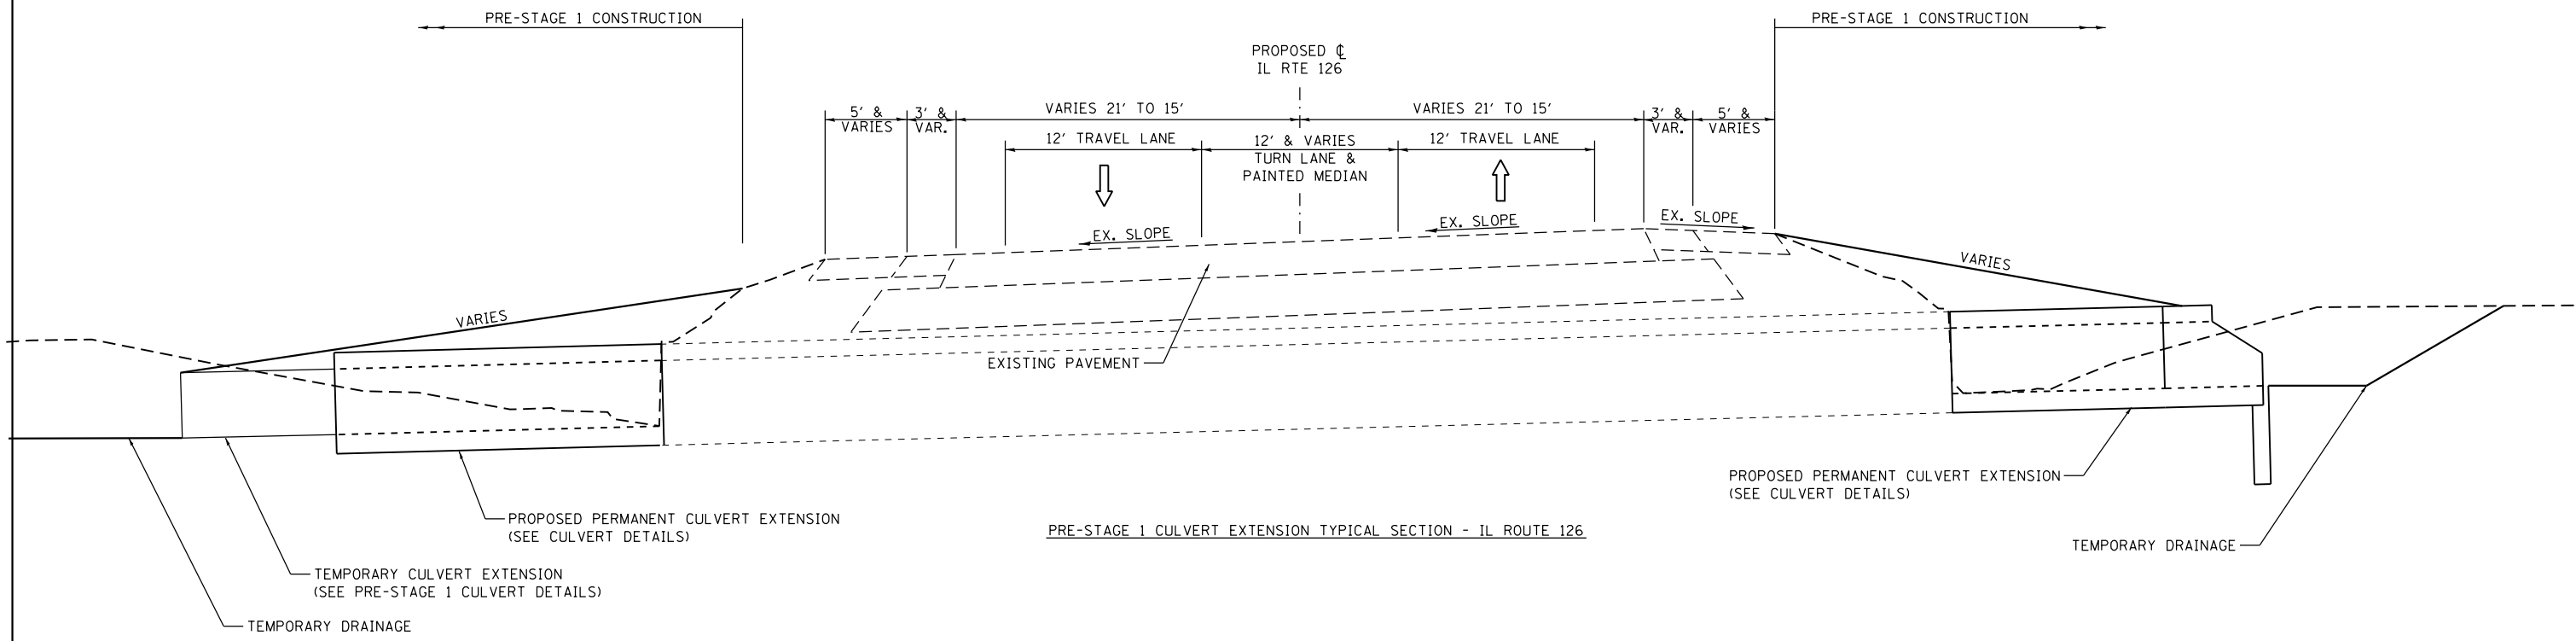 PRE-STAGE 1 CONSTRUCTION
PRE-STAGE 1 CONSTRUCTION
PROPOSED ℄
IL RTE 126
5' &
VARIES
3' &
VAR.
VARIES 21' TO 15'
VARIES 21' TO 15'
3' &
VAR.
5' &
VARIES
12' TRAVEL LANE
12' & VARIES
TURN LANE &
PAINTED MEDIAN
12' TRAVEL LANE
EX. SLOPE
EX. SLOPE
EX. SLOPE
VARIES
VARIES
EXISTING PAVEMENT
PROPOSED PERMANENT CULVERT EXTENSION
(SEE CULVERT DETAILS)
PROPOSED PERMANENT CULVERT EXTENSION
(SEE CULVERT DETAILS)
PRE-STAGE 1 CULVERT EXTENSION TYPICAL SECTION - IL ROUTE 126
TEMPORARY DRAINAGE
TEMPORARY CULVERT EXTENSION
(SEE PRE-STAGE 1 CULVERT DETAILS)
TEMPORARY DRAINAGE